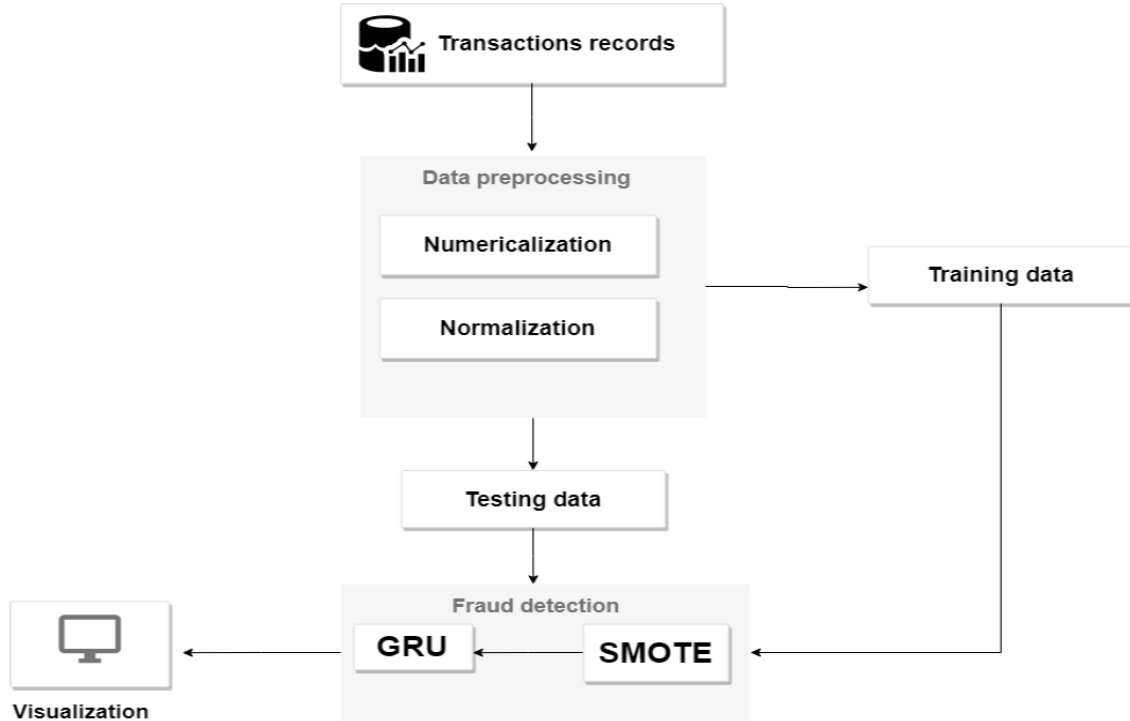 Transactions records
Data preprocessing
Numericalization
Normalization
Training data
Testing data
Fraud detection
GRU
SMOTE
Visualization